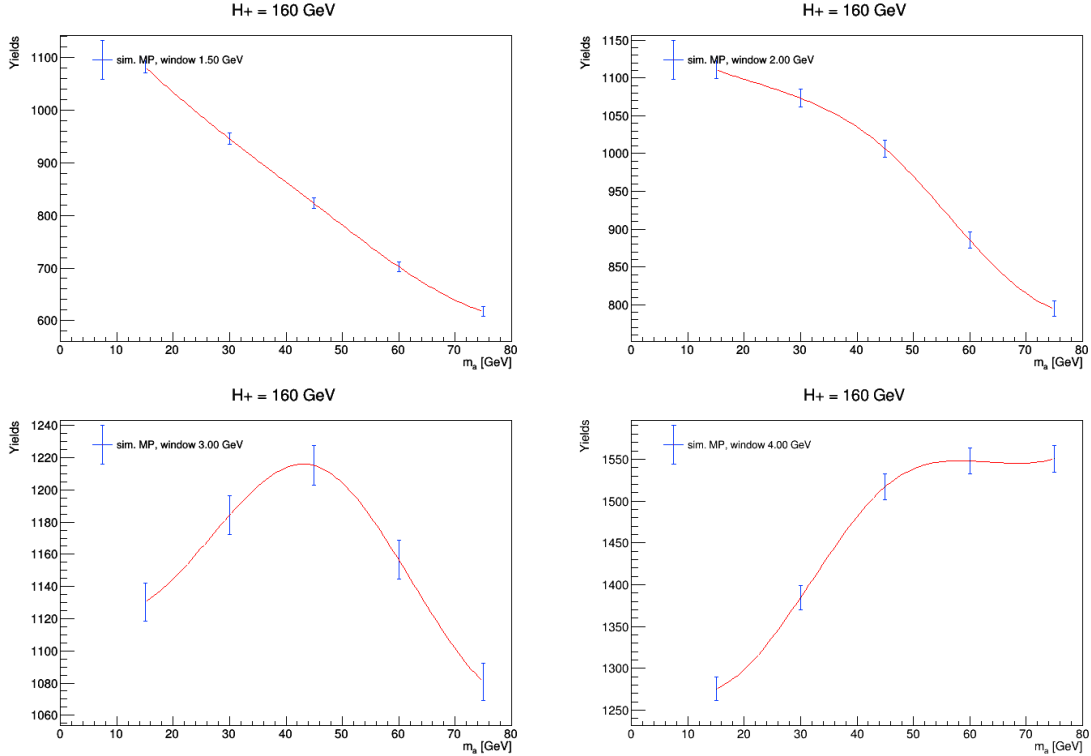 H+ = 160 GeV
Yields
sim. MP, window 1.50 GeV
1100
1000
900
800
700
600
0 10 20 30 40 50 60 70 80
m_a [GeV]
H+ = 160 GeV
Yields
sim. MP, window 2.00 GeV
1150
1100
1050
1000
950
900
850
800
0 10 20 30 40 50 60 70 80
m_a [GeV]
H+ = 160 GeV
Yields
sim. MP, window 3.00 GeV
1240
1220
1200
1180
1160
1140
1120
1100
1080
1060
0 10 20 30 40 50 60 70 80
m_a [GeV]
H+ = 160 GeV
Yields
sim. MP, window 4.00 GeV
1550
1500
1450
1400
1350
1300
1250
0 10 20 30 40 50 60 70 80
m_a [GeV]